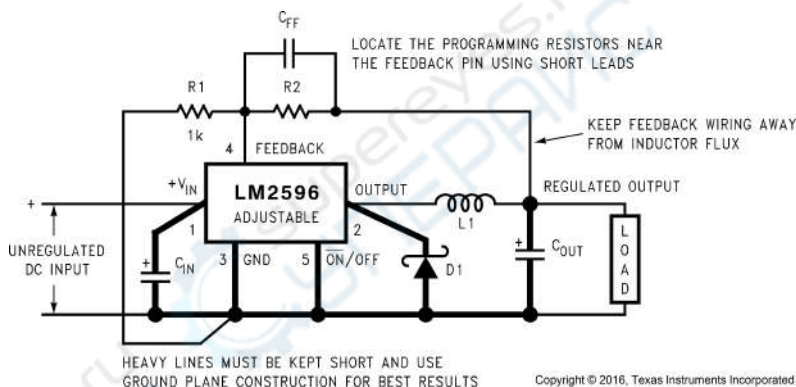 CFF
LOCATE THE PROGRAMMING RESISTORS NEAR
THE FEEDBACK PIN USING SHORT LEADS
R1
R2
1k
KEEP FEEDBACK WIRING AWAY
FROM INDUCTOR FLUX
4
FEEDBACK
+VIN
LM2596
ADJUSTABLE
OUTPUT
REGULATED OUTPUT
+
1
2
L1
UNREGULATED
DC INPUT
+
CIN
3
GND
5
ON/OFF
D1
+
COUT
LOAD
HEAVY LINES MUST BE KEPT SHORT AND USE
GROUND PLANE CONSTRUCTION FOR BEST RESULTS
Copyright © 2016, Texas Instruments Incorporated